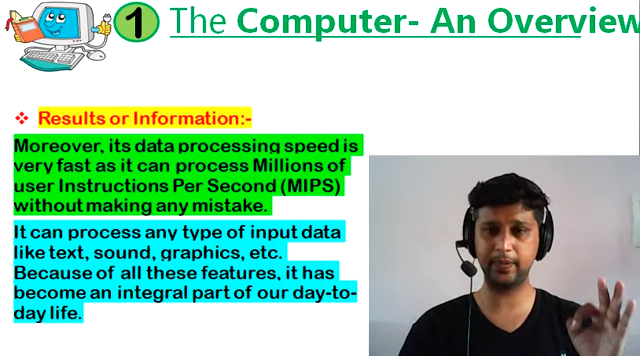 1 The Computer- An Overview
❖ Results or Information:-
Moreover, its data processing speed is
very fast as it can process Millions of
user Instructions Per Second (MIPS)
without making any mistake.
It can process any type of input data
like text, sound, graphics, etc.
Because of all these features, it has
become an integral part of our day-to-
day life.